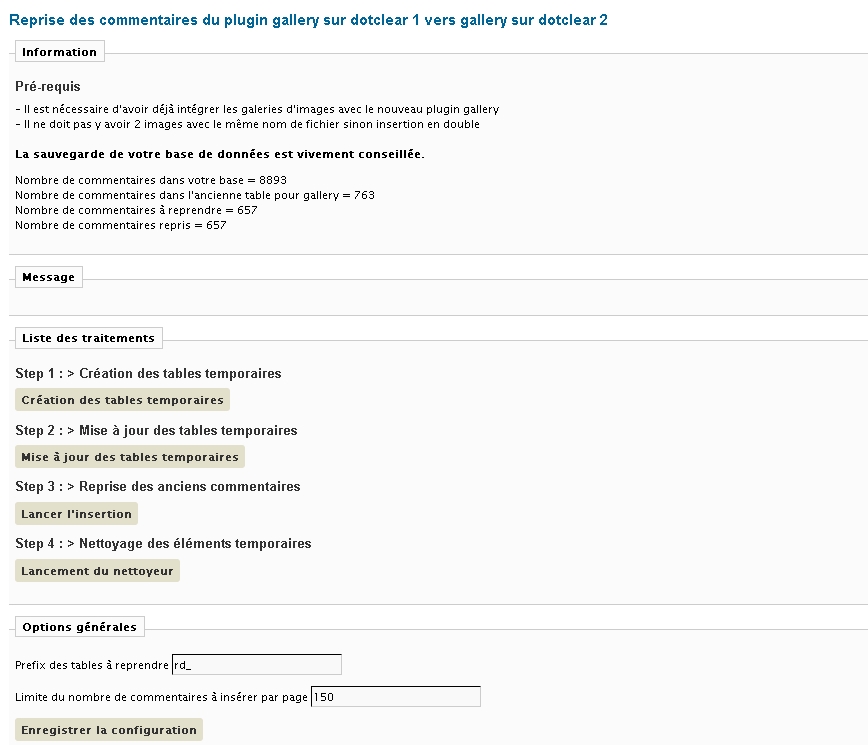 Reprise des commentaires du plugin gallery sur dotclear 1 vers gallery sur dotclear 2
Information
Pré-requis
- Il est nécessaire d'avoir déjà intégrer les galeries d'images avec le nouveau plugin gallery
- Il ne doit pas y avoir 2 images avec le même nom de fichier sinon insertion en double
La sauvegarde de votre base de données est vivement conseillée.
Nombre de commentaires dans votre base = 8893
Nombre de commentaires dans l'ancienne table pour gallery = 763
Nombre de commentaires à reprendre = 657
Nombre de commentaires repris = 657
Message
Liste des traitements
Step 1 : > Création des tables temporaires
Création des tables temporaires
Step 2 : > Mise à jour des tables temporaires
Mise à jour des tables temporaires
Step 3 : > Reprise des anciens commentaires
Lancer l'insertion
Step 4 : > Nettoyage des éléments temporaires
Lancement du nettoyeur
Options générales
Prefix des tables à reprendre rd_
Limite du nombre de commentaires à insérer par page 150
Enregistrer la configuration